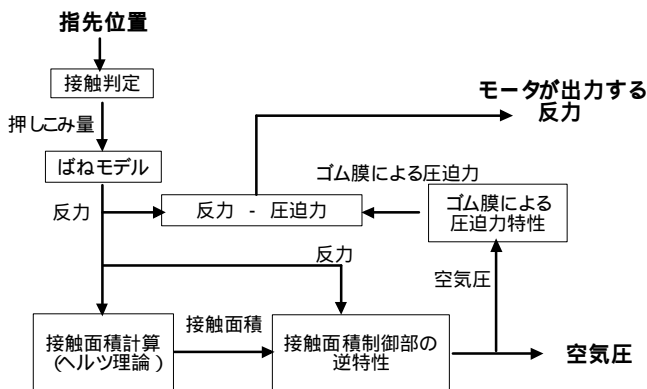 指先位置
接触判定
モータが出力する
反力
押しこみ量
ばねモデル
ゴム膜による圧迫力
反力
反力 - 圧迫力
ゴム膜による
圧迫力特性
反力
空気圧
接触面積計算
(ヘルツ理論)
接触面積
接触面積制御部の
逆特性
空気圧